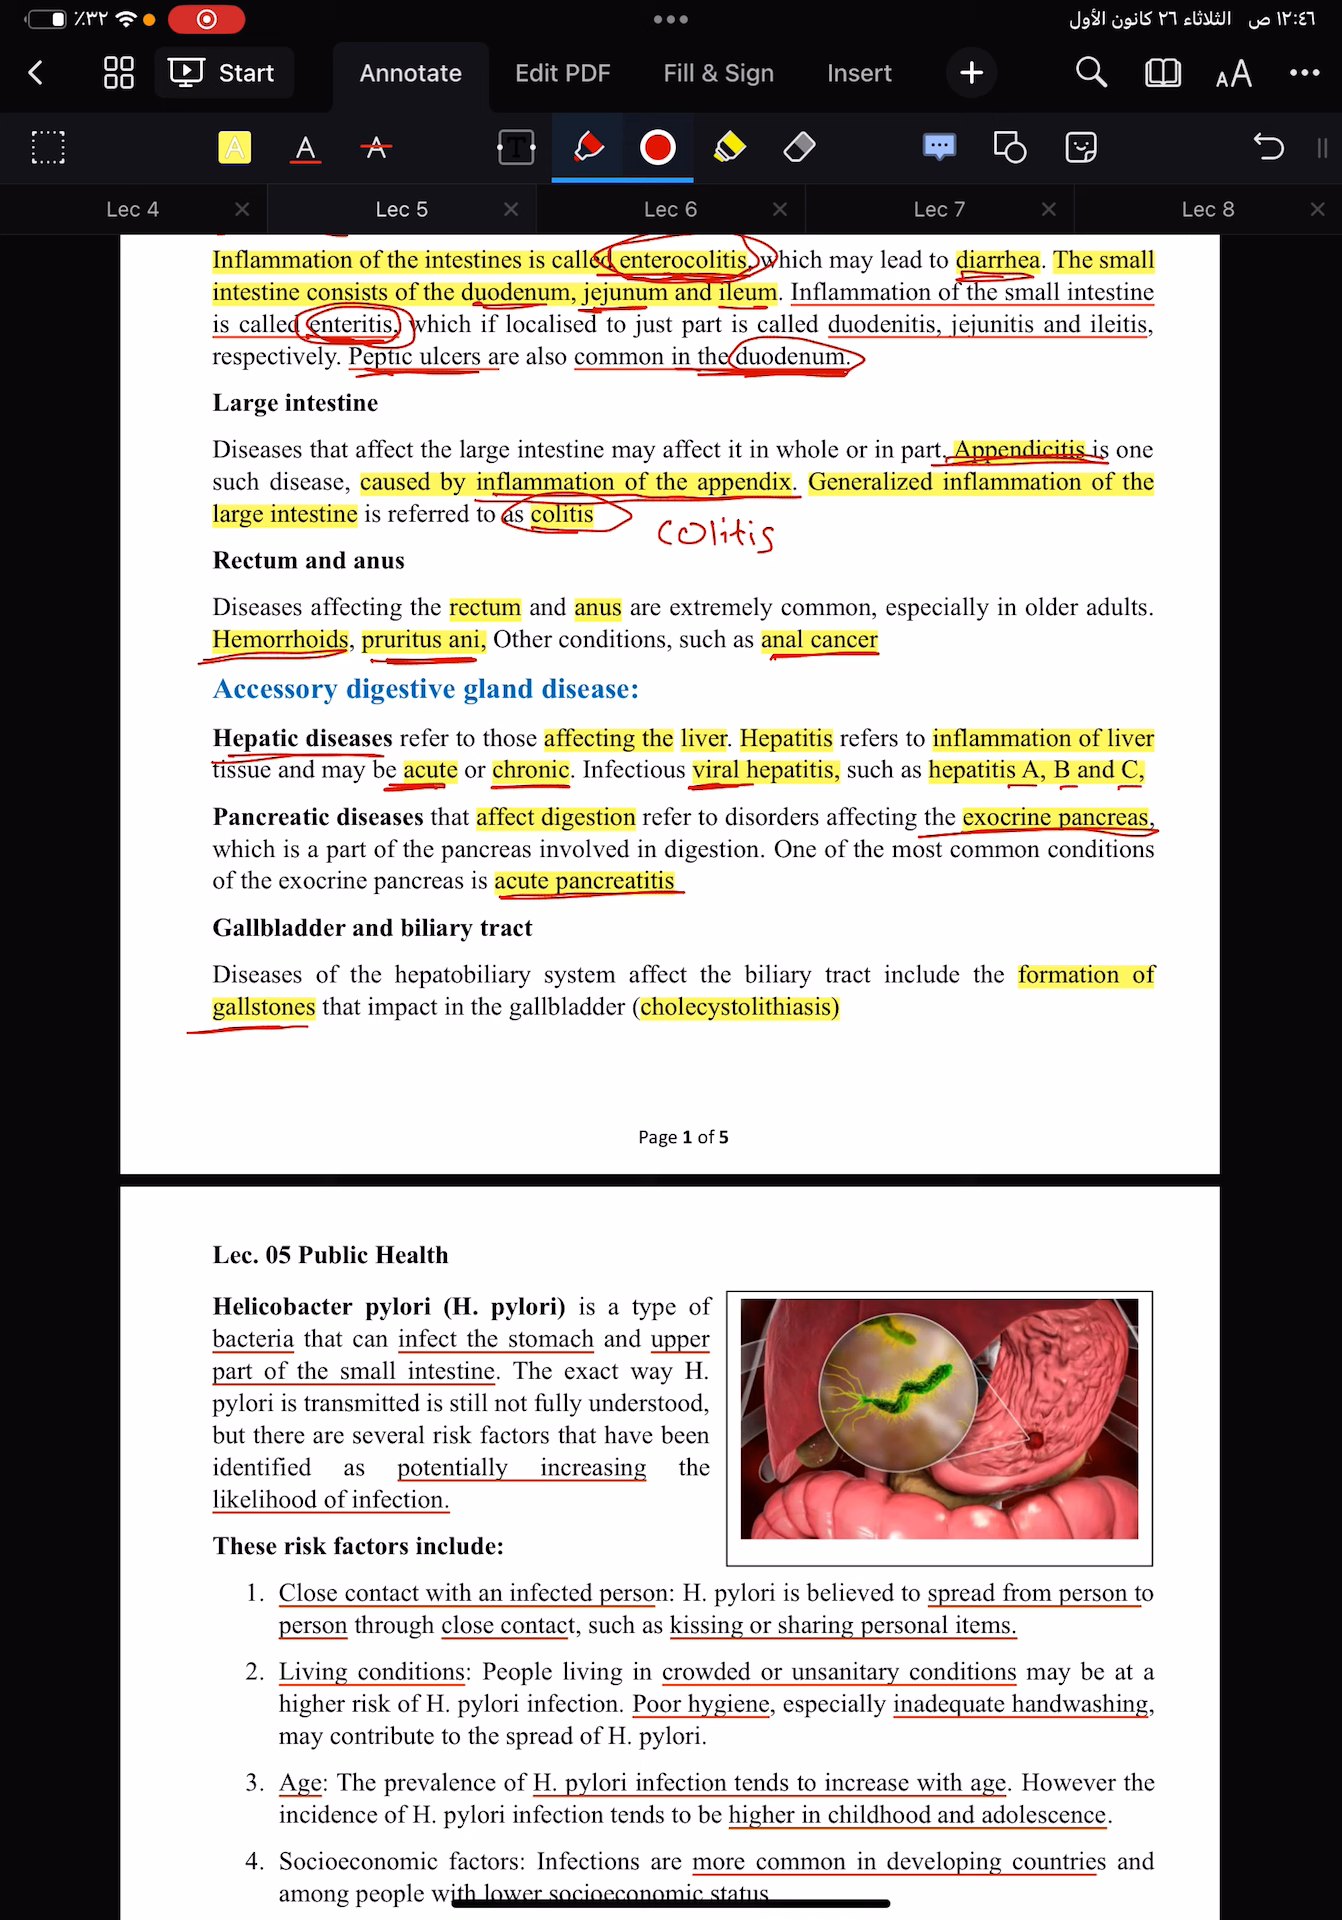 ٪٣٢
١٢:٤٦ ص الثلاثاء ٢٦ كانون الأول
Start
Annotate
Edit PDF
Fill & Sign
Insert
AA
A
A
A
T
Lec 4
Lec 5
Lec 6
Lec 7
Lec 8
Inflammation of the intestines is called enterocolitis, which may lead to diarrhea. The small
intestine consists of the duodenum, jejunum and ileum. Inflammation of the small intestine
is called enteritis, which if localised to just part is called duodenitis, jejunitis and ileitis,
respectively. Peptic ulcers are also common in the duodenum.
Large intestine
Diseases that affect the large intestine may affect it in whole or in part. Appendicitis is one
such disease, caused by inflammation of the appendix. Generalized inflammation of the
large intestine is referred to as colitis
colitis
Rectum and anus
Diseases affecting the rectum and anus are extremely common, especially in older adults.
Hemorrhoids, pruritus ani, Other conditions, such as anal cancer
Accessory digestive gland disease:
Hepatic diseases refer to those affecting the liver. Hepatitis refers to inflammation of liver
tissue and may be acute or chronic. Infectious viral hepatitis, such as hepatitis A, B and C,
Pancreatic diseases that affect digestion refer to disorders affecting the exocrine pancreas,
which is a part of the pancreas involved in digestion. One of the most common conditions
of the exocrine pancreas is acute pancreatitis
Gallbladder and biliary tract
Diseases of the hepatobiliary system affect the biliary tract include the formation of
gallstones that impact in the gallbladder (cholecystolithiasis)
Page 1 of 5
Lec. 05 Public Health
Helicobacter pylori (H. pylori) is a type of
bacteria that can infect the stomach and upper
part of the small intestine. The exact way H.
pylori is transmitted is still not fully understood,
but there are several risk factors that have been
identified as potentially increasing the
likelihood of infection.
These risk factors include:
1. Close contact with an infected person: H. pylori is believed to spread from person to
person through close contact, such as kissing or sharing personal items.
2. Living conditions: People living in crowded or unsanitary conditions may be at a
higher risk of H. pylori infection. Poor hygiene, especially inadequate handwashing,
may contribute to the spread of H. pylori.
3. Age: The prevalence of H. pylori infection tends to increase with age. However the
incidence of H. pylori infection tends to be higher in childhood and adolescence.
4. Socioeconomic factors: Infections are more common in developing countries and
among people with lower socioeconomic status